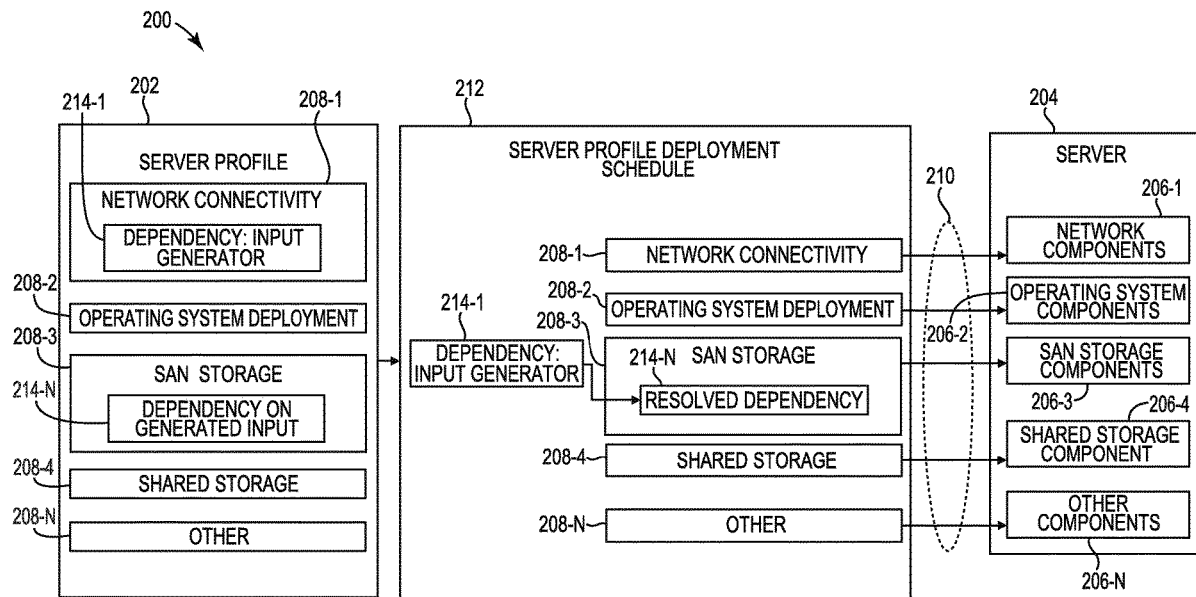 200
202
214-1
208-1
SERVER PROFILE
NETWORK CONNECTIVITY
DEPENDENCY: INPUT
GENERATOR
208-2
OPERATING SYSTEM DEPLOYMENT
208-3
SAN STORAGE
214-N
DEPENDENCY ON
GENERATED INPUT
208-4
SHARED STORAGE
208-N
OTHER
212
SERVER PROFILE DEPLOYMENT
SCHEDULE
208-1
NETWORK CONNECTIVITY
208-2
OPERATING SYSTEM DEPLOYMENT
214-1
DEPENDENCY:
INPUT GENERATOR
208-3
SAN STORAGE
214-N
RESOLVED DEPENDENCY
208-4
SHARED STORAGE
208-N
OTHER
210
204
SERVER
206-1
NETWORK
COMPONENTS
OPERATING SYSTEM
COMPONENTS
206-2
SAN STORAGE
COMPONENTS
206-3
206-4
SHARED STORAGE
COMPONENT
OTHER
COMPONENTS
206-N